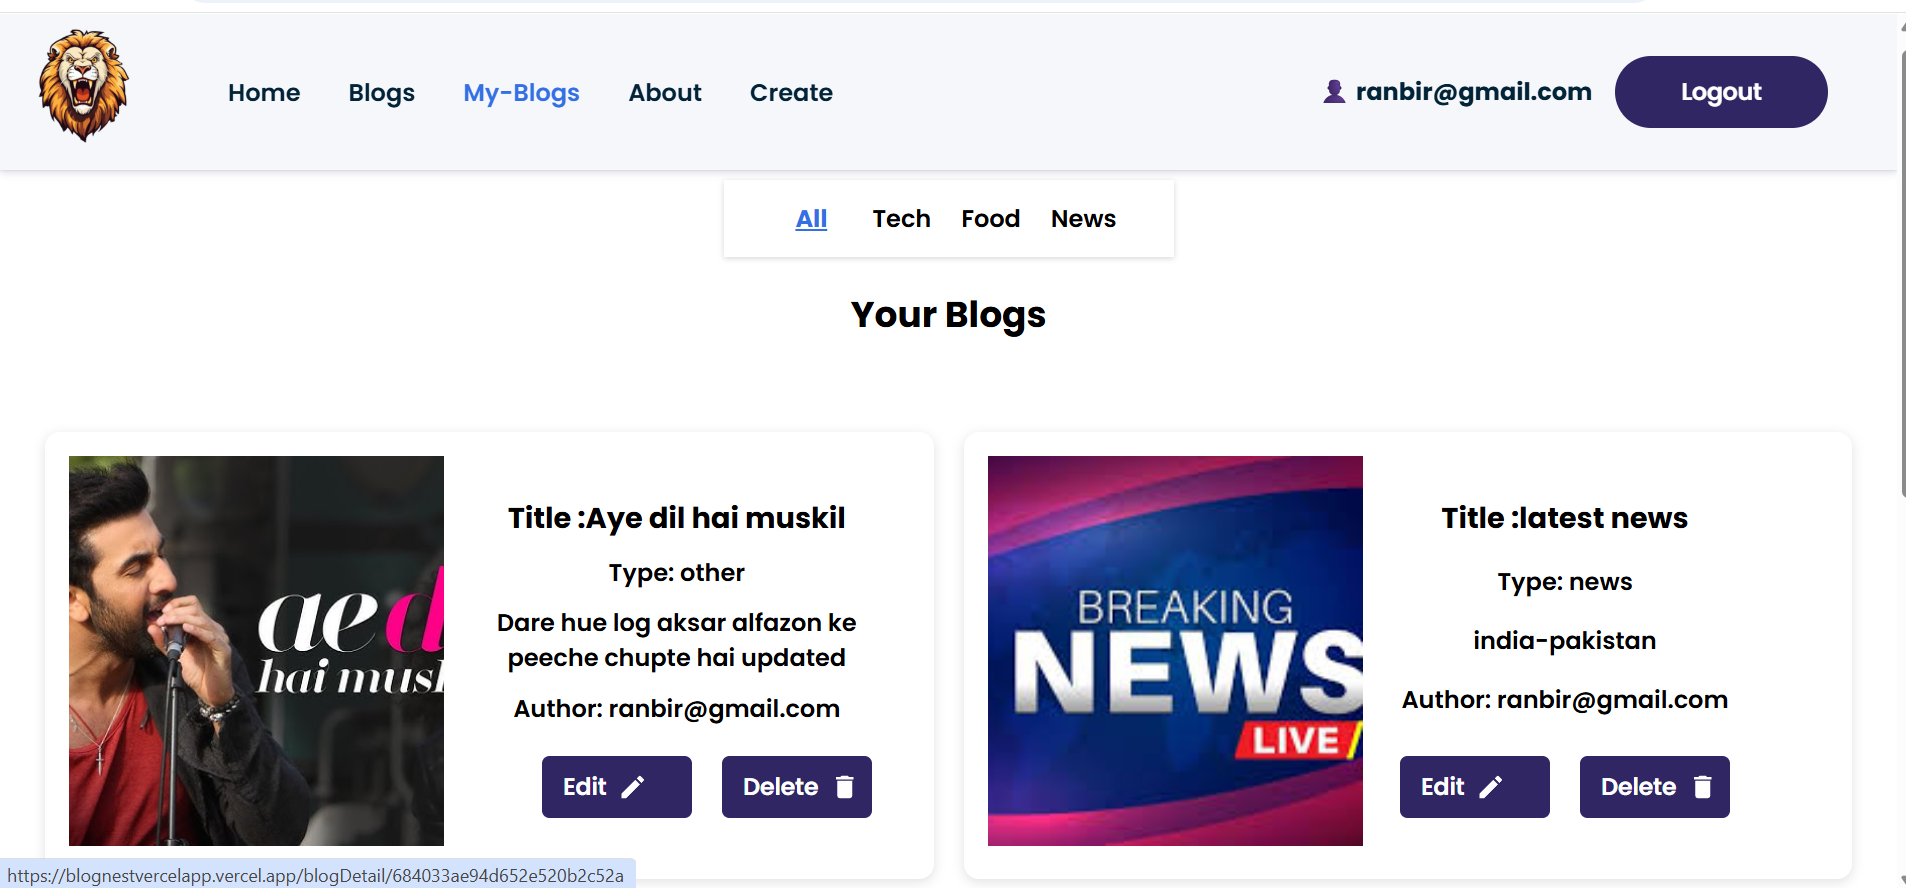 Home Blogs My-Blogs About Create ranbir@gmail.com Logout
All Tech Food News
Your Blogs
ae d
hai musk
Title :Aye dil hai muskil
Type: other
Dare hue log aksar alfazon ke
peeche chupte hai updated
Author: ranbir@gmail.com
Edit Delete
BREAKING
NEWS
LIVE
Title :latest news
Type: news
india-pakistan
Author: ranbir@gmail.com
Edit Delete
https://blognestvercelapp.vercel.app/blogDetail/684033ae94d652e520b2c52a